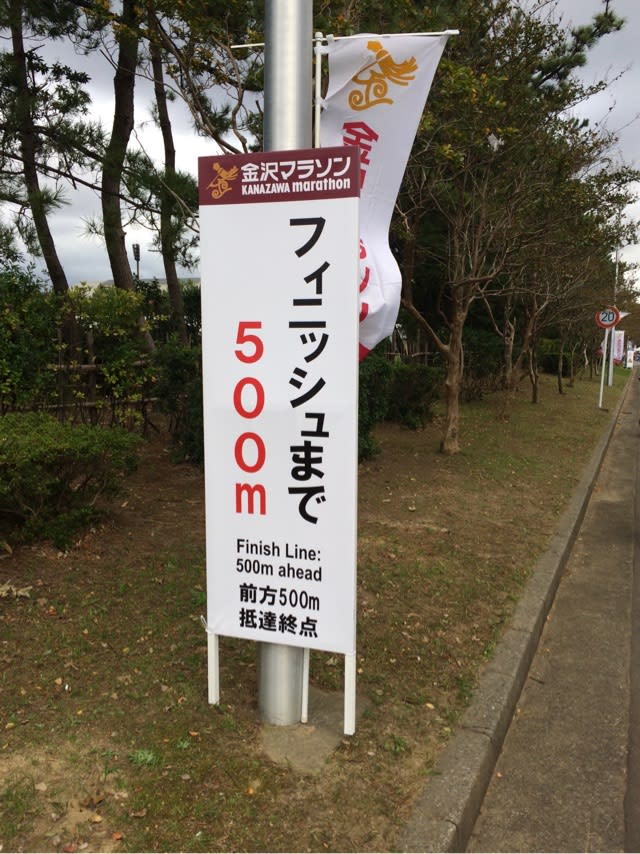 金沢マラソン
KANAZAWA marathon
フィニッシュまで
500m
Finish Line:
500m ahead
前方500m
抵達終点
金
20